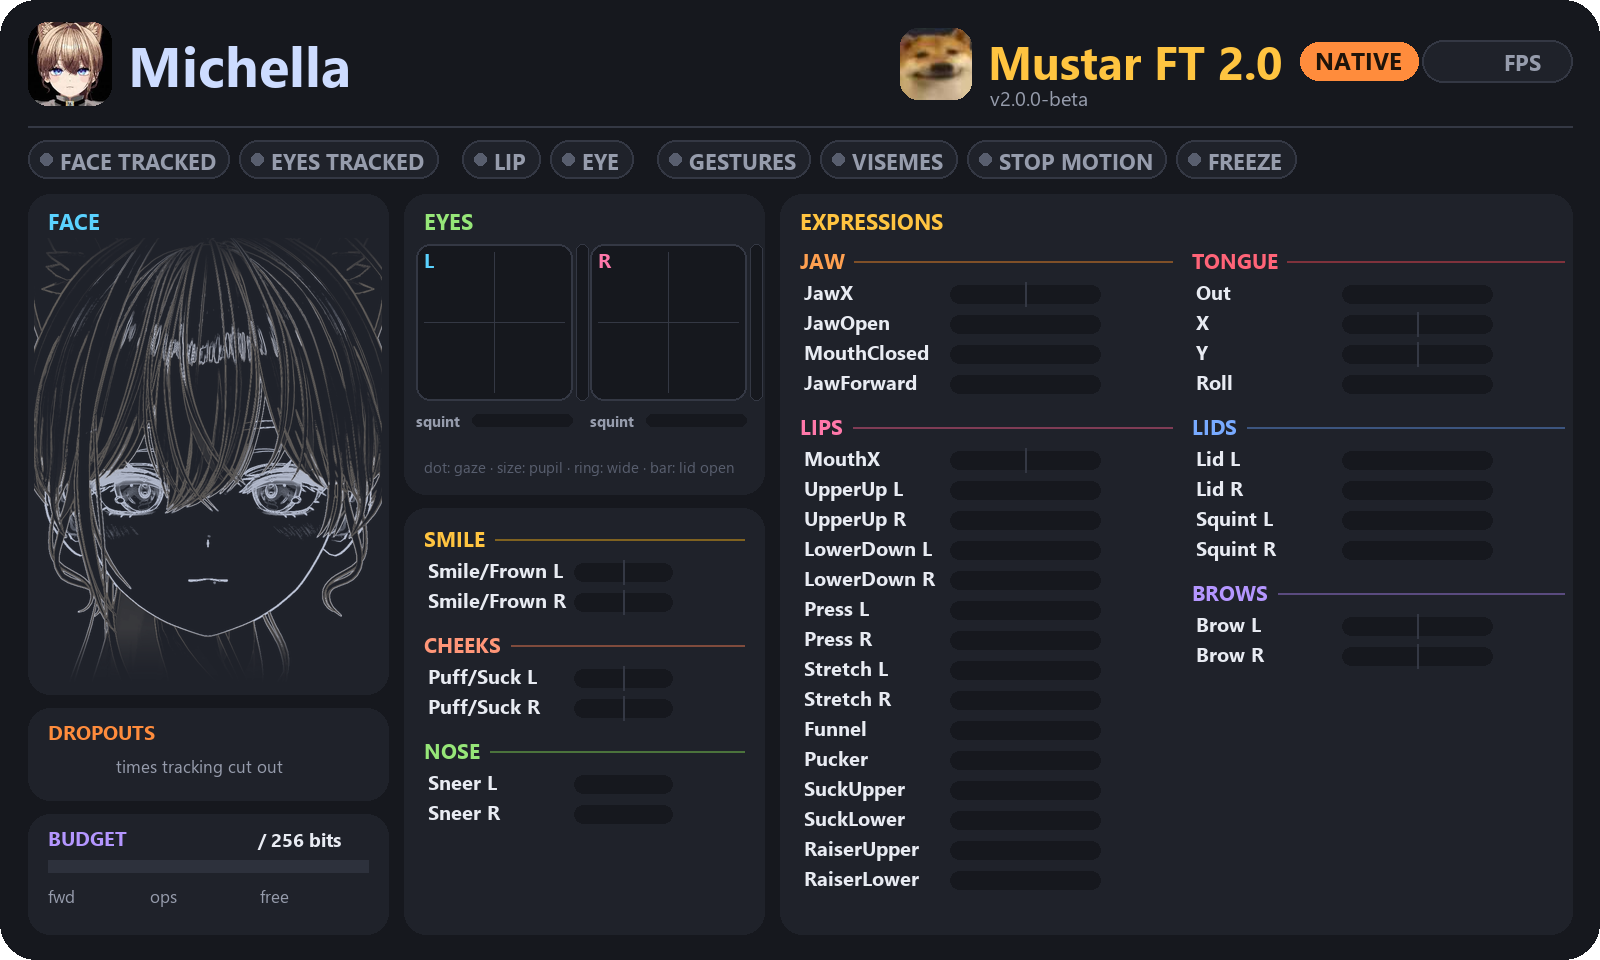 Michella
Mustar FT 2.0
NATIVE
FPS
v2.0.0-beta
FACE TRACKED
EYES TRACKED
LIP
EYE
GESTURES
VISEMES
STOP MOTION
FREEZE
FACE
DROPOUTS
times tracking cut out
BUDGET
/ 256 bits
fwd
ops
free
EYES
L
R
squint
squint
dot: gaze · size: pupil · ring: wide · bar: lid open
SMILE
Smile/Frown L
Smile/Frown R
CHEEKS
Puff/Suck L
Puff/Suck R
NOSE
Sneer L
Sneer R
EXPRESSIONS
JAW
JawX
JawOpen
MouthClosed
JawForward
LIPS
MouthX
UpperUp L
UpperUp R
LowerDown L
LowerDown R
Press L
Press R
Stretch L
Stretch R
Funnel
Pucker
SuckUpper
SuckLower
RaiserUpper
RaiserLower
TONGUE
Out
X
Y
Roll
LIDS
Lid L
Lid R
Squint L
Squint R
BROWS
Brow L
Brow R